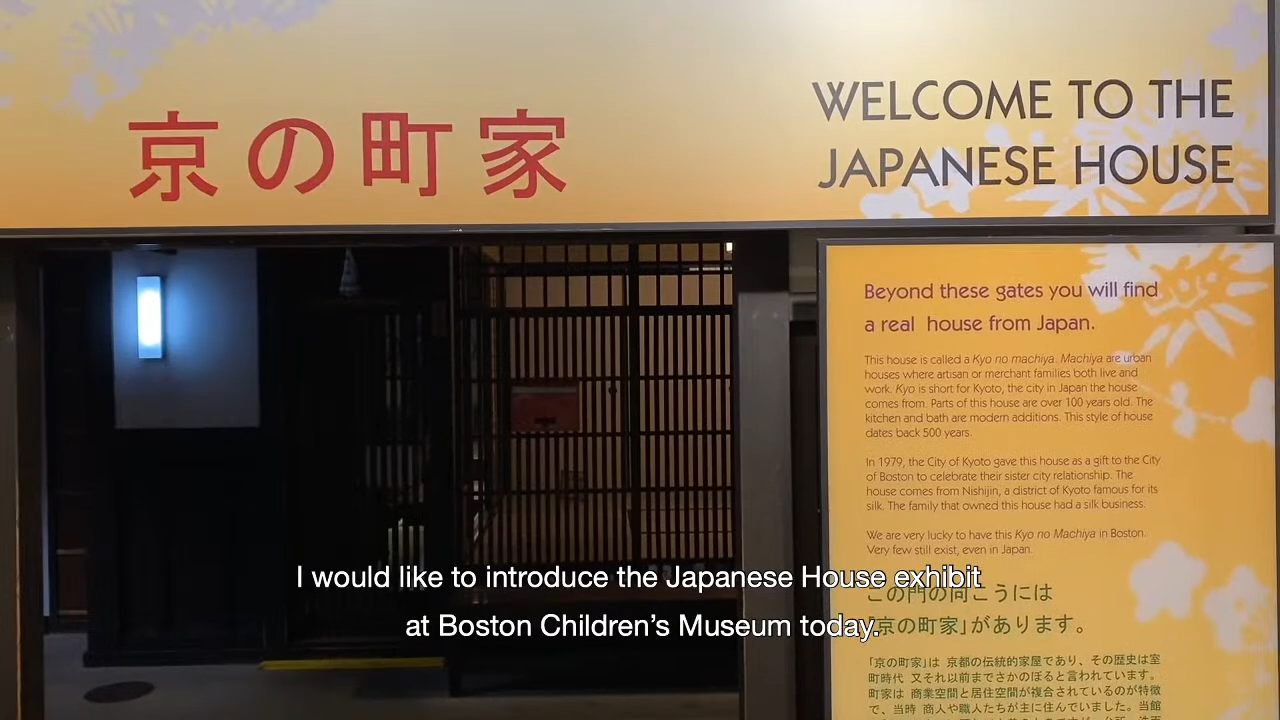 京の町家
WELCOME TO THE
JAPANESE HOUSE
Beyond these gates you will find
a real house from Japan.
This house is called a Kyo no machiya. Machiya are urban
houses where artisan or merchant families both live and
work. Kyo is short for Kyoto, the city in Japan the house
comes from. Parts of this house are over 100 years old. The
kitchen and bath are modern additions. This style of house
dates back 500 years.
In 1979, the City of Kyoto gave this house as a gift to the City
of Boston to celebrate their sister city relationship. The
house comes from Nishijin, a district of Kyoto famous for its
silk. The family that owned this house had a silk business.
We are very lucky to have this Kyo no Machiya in Boston.
Very few still exist, even in Japan.
この門の向こうには
京の町家」があります。
「京の町家」は 京都の伝統的家屋であり、その歴史は室
町時代 又それ以前までさかのぼると言われています。
町家は 商業空間と居住空間が複合されているのが特徴
で、当時 商人や職人たちが主に住んでいました。当館
I would like to introduce the Japanese House exhibit
at Boston Children's Museum today.